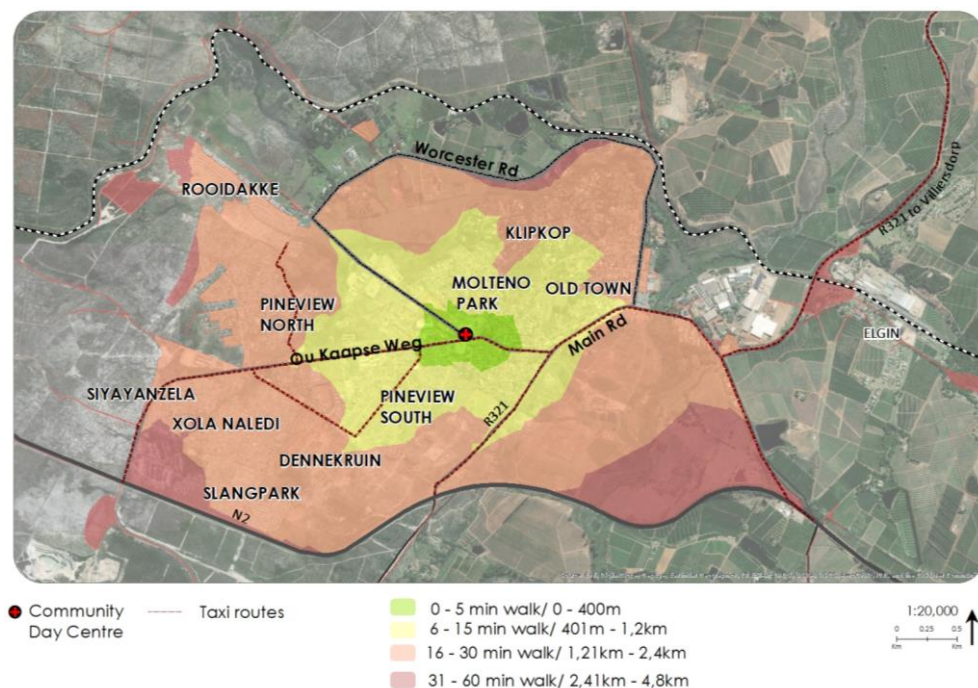 Worcester Rd
ROOIDAKKE
KLIPKOP
R321 to Villiersdorp
MOLTENO
PARK
OLD TOWN
PINEVIEW
NORTH
Main Rd
Ou Kaapse Weg
ELGIN
SIYAYANZELA
PINEVIEW
SOUTH
R321
XOLA NALEDI
DENNEKRUIN
SLANGPARK
N2
Community
Day Centre
Taxi routes
0 - 5 min walk/ 0 - 400m
6 - 15 min walk/ 401m - 1,2km
16 - 30 min walk/ 1,21km - 2,4km
31 - 60 min walk/ 2,41km - 4,8km
1:20,000
0 0.25 0.5
Km Km